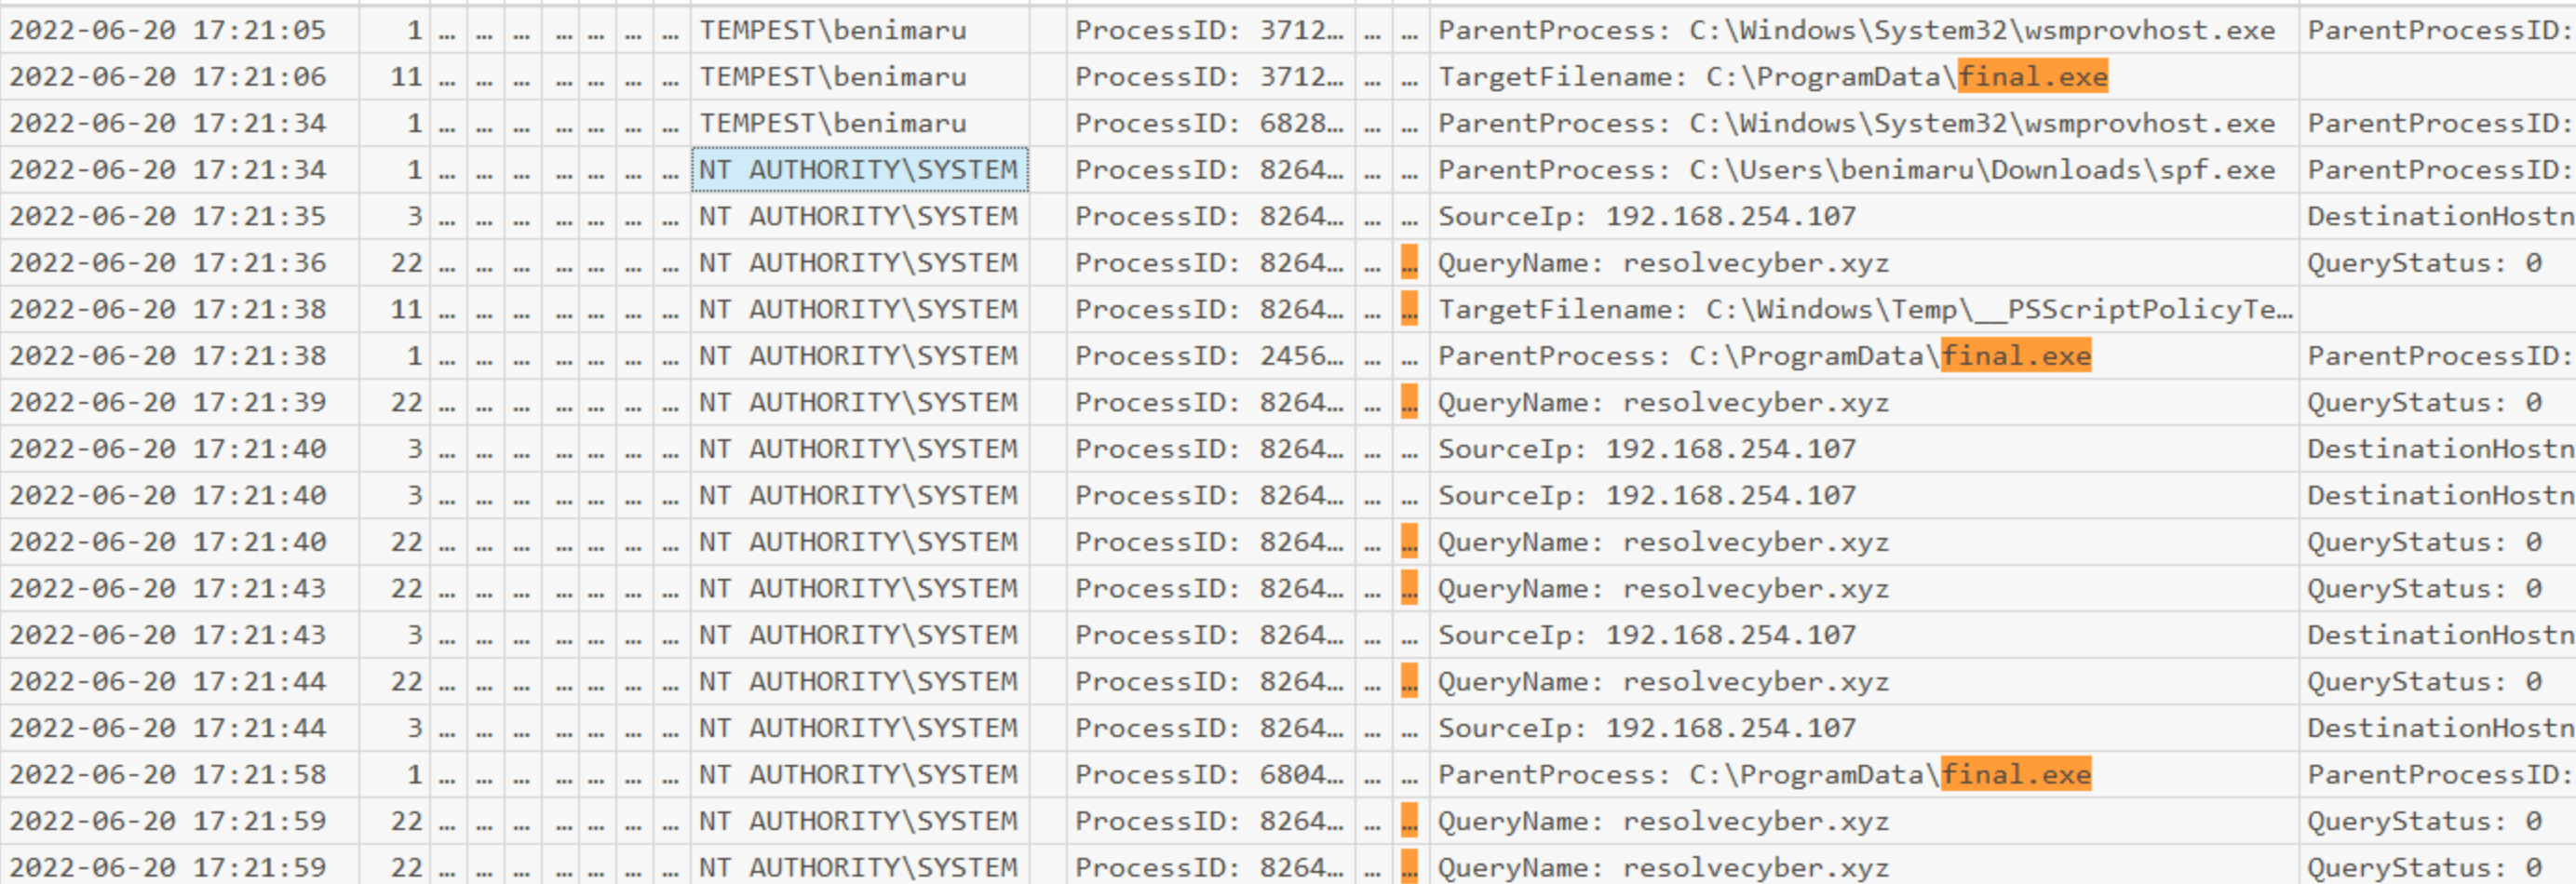 2022-06-20 17:21:05 1 … … … … … … … TEMPEST\benimaru ProcessID: 3712… … … ParentProcess: C:\Windows\System32\wsmprovhost.exe ParentProcessID:
2022-06-20 17:21:06 11 … … … … … … … TEMPEST\benimaru ProcessID: 3712… … … TargetFilename: C:\ProgramData\final.exe
2022-06-20 17:21:34 1 … … … … … … … TEMPEST\benimaru ProcessID: 6828… … … ParentProcess: C:\Windows\System32\wsmprovhost.exe ParentProcessID:
2022-06-20 17:21:34 1 … … … … … … … NT AUTHORITY\SYSTEM ProcessID: 8264… … … ParentProcess: C:\Users\benimaru\Downloads\spf.exe ParentProcessID:
2022-06-20 17:21:35 3 … … … … … … … NT AUTHORITY\SYSTEM ProcessID: 8264… … … SourceIp: 192.168.254.107 DestinationHostn
2022-06-20 17:21:36 22 … … … … … … … NT AUTHORITY\SYSTEM ProcessID: 8264… … … QueryName: resolvecyber.xyz QueryStatus: 0
2022-06-20 17:21:38 11 … … … … … … … NT AUTHORITY\SYSTEM ProcessID: 8264… … … TargetFilename: C:\Windows\Temp\__PSScriptPolicyTe…
2022-06-20 17:21:38 1 … … … … … … … NT AUTHORITY\SYSTEM ProcessID: 2456… … … ParentProcess: C:\ProgramData\final.exe ParentProcessID:
2022-06-20 17:21:39 22 … … … … … … … NT AUTHORITY\SYSTEM ProcessID: 8264… … … QueryName: resolvecyber.xyz QueryStatus: 0
2022-06-20 17:21:40 3 … … … … … … … NT AUTHORITY\SYSTEM ProcessID: 8264… … … SourceIp: 192.168.254.107 DestinationHostn
2022-06-20 17:21:40 3 … … … … … … … NT AUTHORITY\SYSTEM ProcessID: 8264… … … SourceIp: 192.168.254.107 DestinationHostn
2022-06-20 17:21:40 22 … … … … … … … NT AUTHORITY\SYSTEM ProcessID: 8264… … … QueryName: resolvecyber.xyz QueryStatus: 0
2022-06-20 17:21:43 22 … … … … … … … NT AUTHORITY\SYSTEM ProcessID: 8264… … … QueryName: resolvecyber.xyz QueryStatus: 0
2022-06-20 17:21:43 3 … … … … … … … NT AUTHORITY\SYSTEM ProcessID: 8264… … … SourceIp: 192.168.254.107 DestinationHostn
2022-06-20 17:21:44 22 … … … … … … … NT AUTHORITY\SYSTEM ProcessID: 8264… … … QueryName: resolvecyber.xyz QueryStatus: 0
2022-06-20 17:21:44 3 … … … … … … … NT AUTHORITY\SYSTEM ProcessID: 8264… … … SourceIp: 192.168.254.107 DestinationHostn
2022-06-20 17:21:58 1 … … … … … … … NT AUTHORITY\SYSTEM ProcessID: 6804… … … ParentProcess: C:\ProgramData\final.exe ParentProcessID:
2022-06-20 17:21:59 22 … … … … … … … NT AUTHORITY\SYSTEM ProcessID: 8264… … … QueryName: resolvecyber.xyz QueryStatus: 0
2022-06-20 17:21:59 22 … … … … … … … NT AUTHORITY\SYSTEM ProcessID: 8264… … … QueryName: resolvecyber.xyz QueryStatus: 0